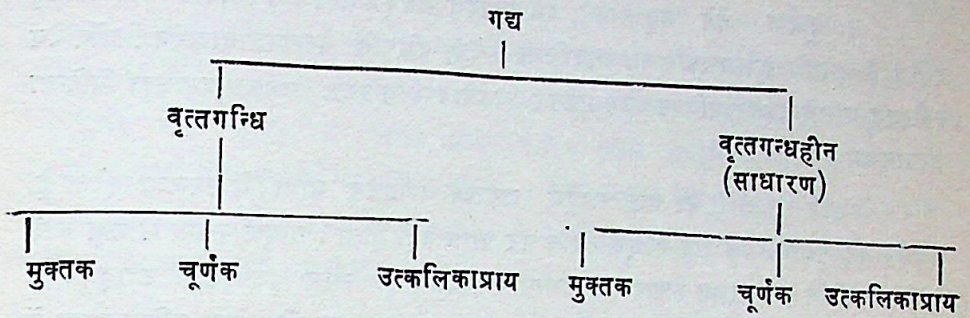 गद्य
वृत्तगन्धि
वृत्तगन्धहीन
(साधारण)
मुक्तक चूर्णक उत्कलिकाप्राय मुक्तक चूर्णक उत्कलिकाप्राय